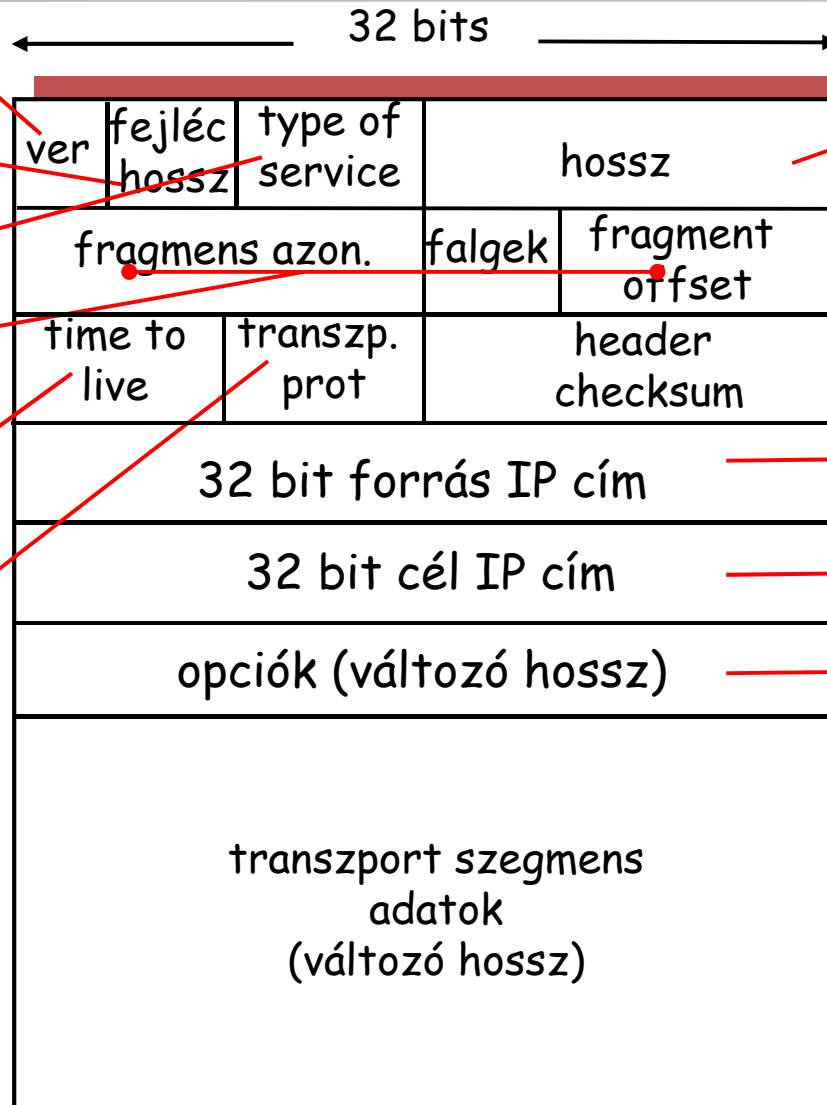 32 bits
ver
fejléc
hossz
type of
service
hossz
fragmens azon.
falgek
fragment
offset
time to
live
transzp.
prot
header
checksum
32 bit forrás IP cím
32 bit cél IP cím
opciók (változó hossz)
transzport szegmens
adatok
(változó hossz)